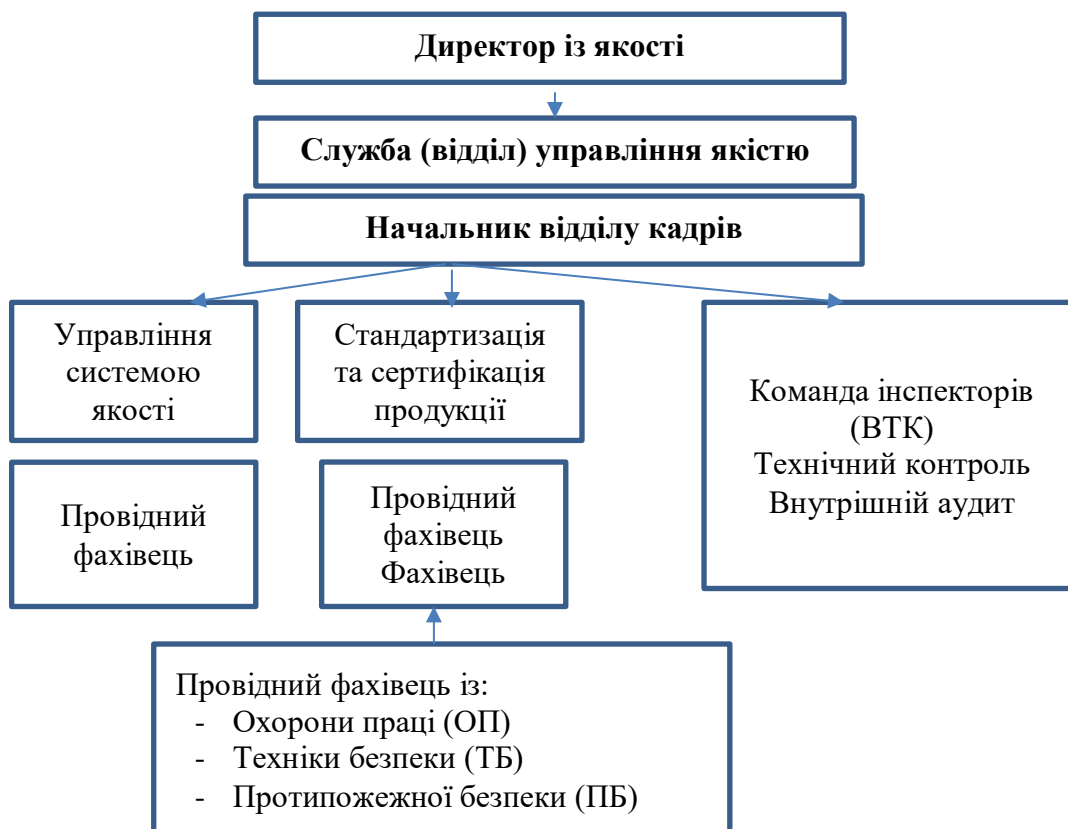 Директор із якості
Служба (відділ) управління якістю
Начальник відділу кадрів
Управління
системою
якості
Стандартизація
та сертифікація
продукції
Команда інспекторів
(ВТК)
Технічний контроль
Внутрішній аудит
Провідний
фахівець
Провідний
фахівець
Фахівець
Провідний фахівець із:
- Охорони праці (ОП)
- Техніки безпеки (ТБ)
- Протипожежної безпеки (ПБ)